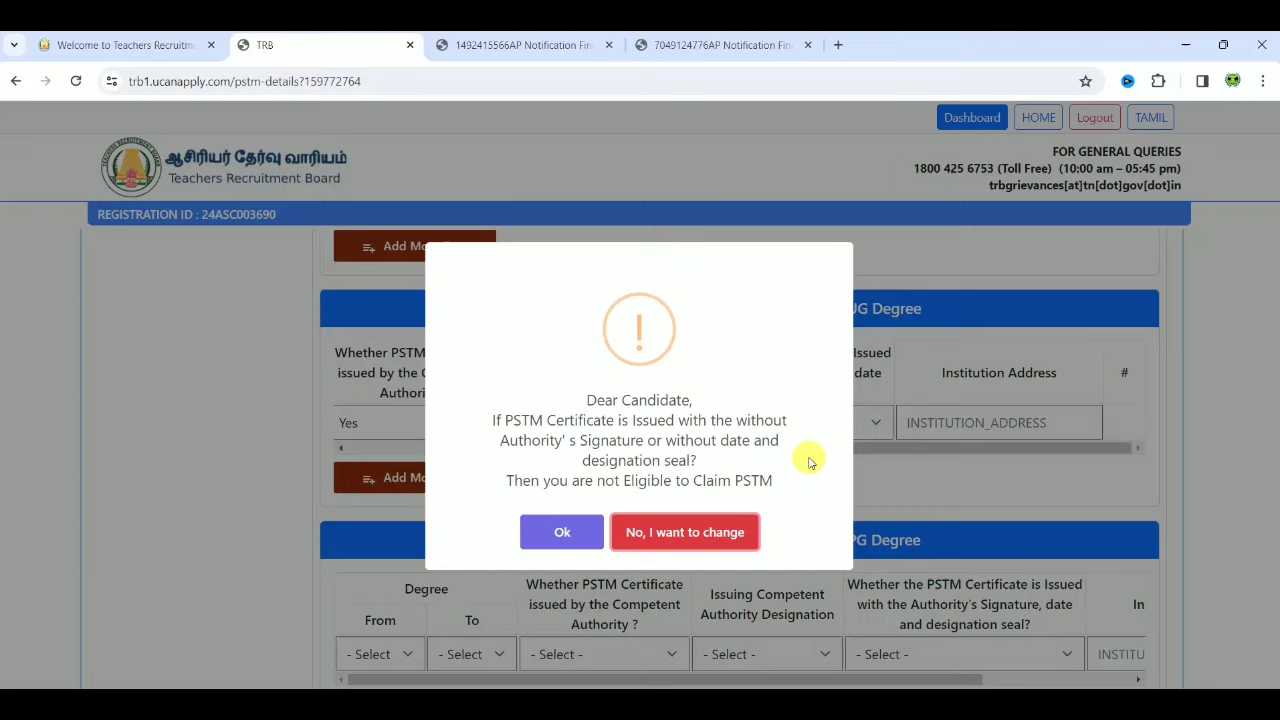 Welcome to Teachers Recruitm
TRB
1492415566AP Notification Fin
7049124776AP Notification Fin
trb1.ucanapply.com/pstm-details?159772764
Dashboard
HOME
Logout
TAMIL
ஆசிரியர் தேர்வு வாரியம்
Teachers Recruitment Board
FOR GENERAL QUERIES
1800 425 6753 (Toll Free) (10:00 am – 05:45 pm)
trbgrievances[at]tn[dot]gov[dot]in
REGISTRATION ID : 24ASC003690
Add Mo
UG Degree
Whether PSTM
issued by the C
Authori
Issued
date
Institution Address
#
Yes
INSTITUTION_ADDRESS
Add Mo
Dear Candidate,
If PSTM Certificate is Issued with the without
Authority' s Signature or without date and
designation seal?
Then you are not Eligible to Claim PSTM
Ok
No, I want to change
PG Degree
Degree
From
To
Whether PSTM Certificate
issued by the Competent
Authority ?
Issuing Competent
Authority Designation
Whether the PSTM Certificate is Issued
with the Authority's Signature, date
and designation seal?
In
- Select
- Select
- Select -
- Select -
- Select -
INSTITU